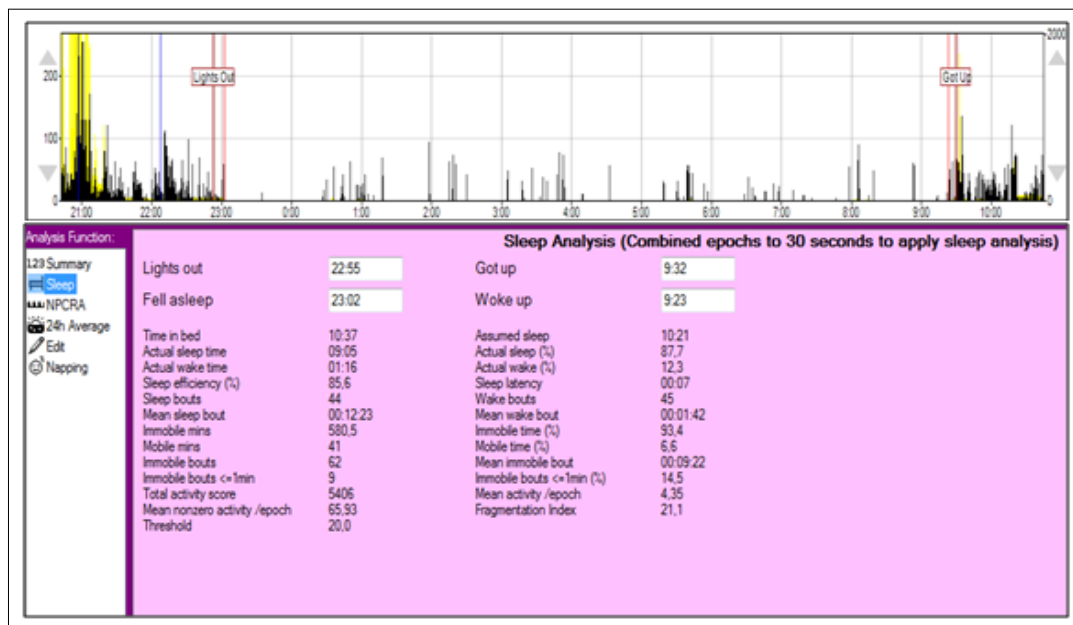 2000
200
Lights Out
Got Up
100
0
0
21:00 22:00 23:00 0:00 1:00 2:00 3:00 4:00 5:00 6:00 7:00 8:00 9:00 10:00
Analysis Function:
Sleep Analysis (Combined epochs to 30 seconds to apply sleep analysis)
123 Summary
Sleep
NPCRA
24h Average
Edit
Napping
Lights out 22:55 Got up 9:32
Fell asleep 23:02 Woke up 9:23
Time in bed 10:37 Assumed sleep 10:21
Actual sleep time 09:05 Actual sleep (%) 87,7
Actual wake time 01:16 Actual wake (%) 12,3
Sleep efficiency (%) 85,6 Sleep latency 00:07
Sleep bouts 44 Wake bouts 45
Mean sleep bout 00:12:23 Mean wake bout 00:01:42
Immobile mins 580,5 Immobile time (%) 93,4
Mobile mins 41 Mobile time (%) 6,6
Immobile bouts 62 Mean immobile bout 00:09:22
Immobile bouts <=1min 9 Immobile bouts <=1min (%) 14,5
Total activity score 5406 Mean activity /epoch 4,35
Mean nonzero activity /epoch 65,93 Fragmentation Index 21,1
Threshold 20,0